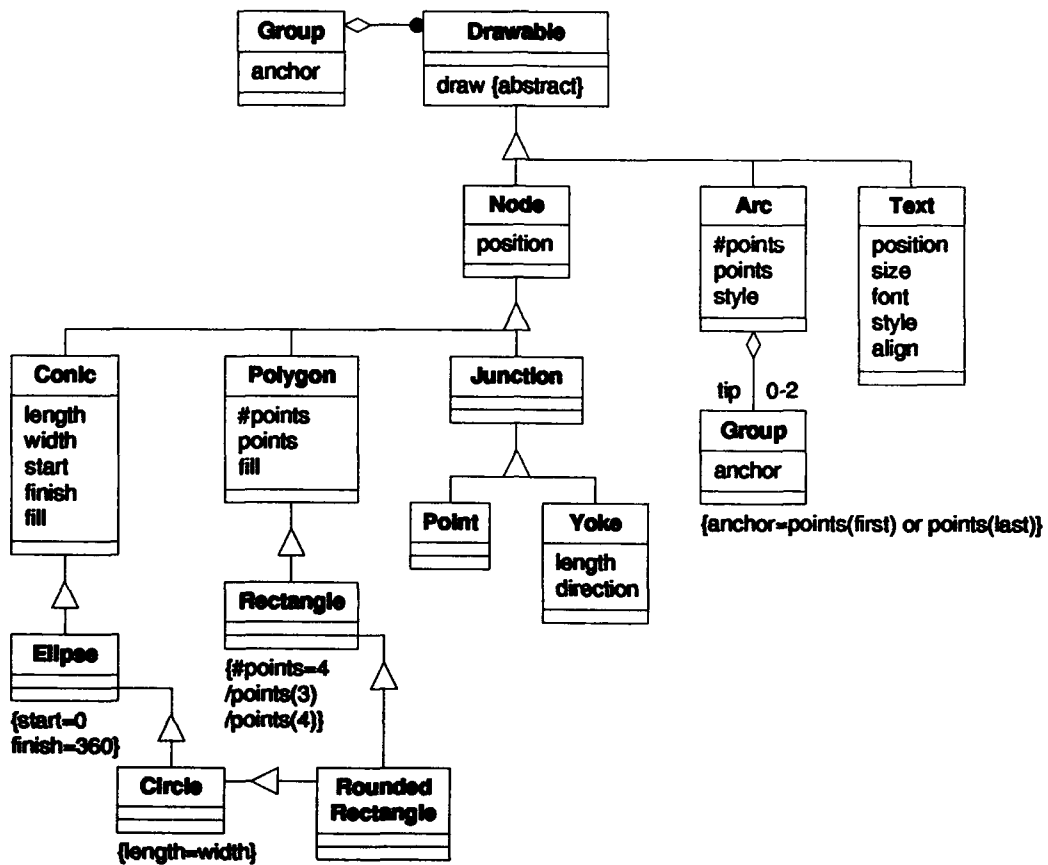 Group
anchor
Drawable
draw {abstract}
Node
position
Arc
#points
points
style
Text
position
size
font
style
align
Conic
length
width
start
finish
fill
Polygon
#points
points
fill
Junction
tip 0-2
Group
anchor
{anchor=points(first) or points(last)}
Point
Yoke
length
direction
Rectangle
{#points=4
/points(3)
/points(4)}
Elipse
{start=0
finish=360}
Circle
{length=width}
Rounded
Rectangle